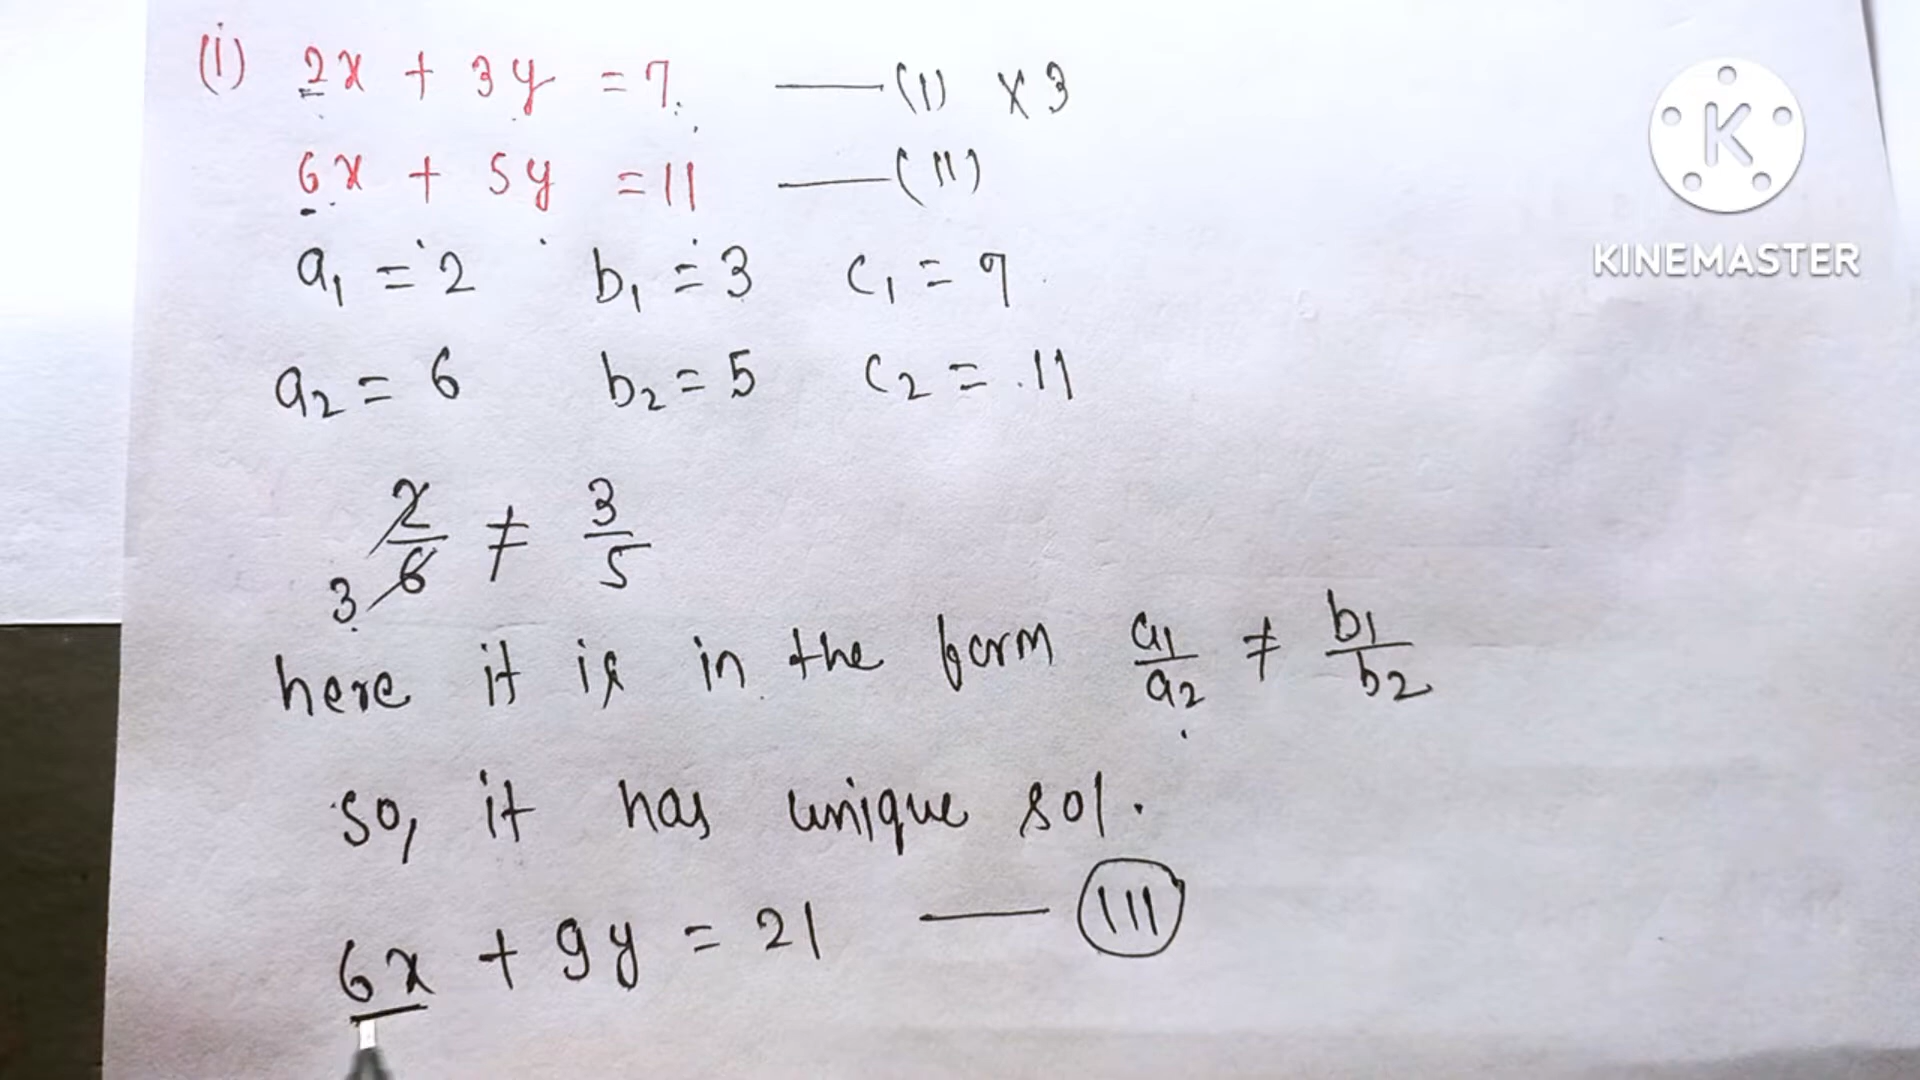 (i) 2x + 3y = 7 —— (I) × 3
6x + 5y = 11 —— (II)
a₁ = 2 b₁ = 3 c₁ = 7
a₂ = 6 b₂ = 5 c₂ = 11
2/6 ≠ 3/5
3
here it is in the form a₁/a₂ ≠ b₁/b₂
so, it has unique sol.
6x + 9y = 21 —— (III)
K
KINEMASTER